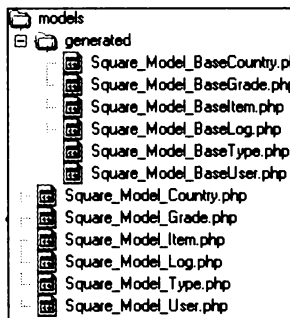 models
generated
Square_Model_BaseCountry.p
Square_Model_BaseGrade.php
Square_Model_BaseItem.php
Square_Model_BaseLog.php
Square_Model_BaseType.php
Square_Model_BaseUser.php
Square_Model_Country.php
Square_Model_Grade.php
Square_Model_Item.php
Square_Model_Log.php
Square_Model_Type.php
Square_Model_User.php